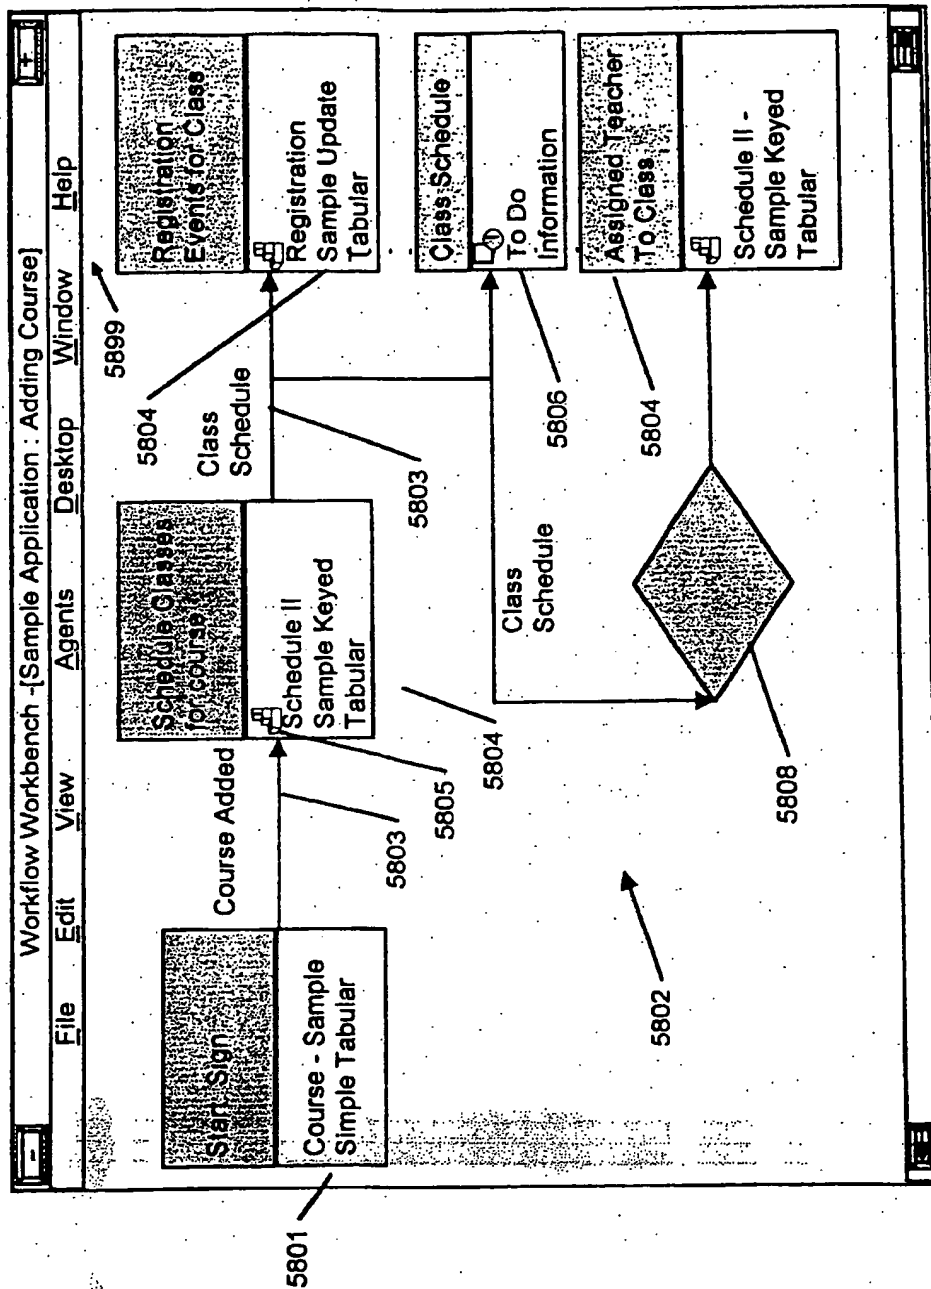 Workflow Workbench -[Sample Application : Adding Course]
File Edit View Agents Desktop Window Help
5899
Start Sign
Course - Sample
Simple Tabular
5801
Course Added
5803
Schedule Classes
for course
Schedule II
Sample Keyed
Tabular
5805
5804
Class
Schedule
5803
5804
Registration
Events for Class
Registration
Sample Update
Tabular
Class Schedule
To Do
Information
5806
Class
Schedule
Assigned Teacher
To Class
Schedule II -
Sample Keyed
Tabular
5804
5808
5802